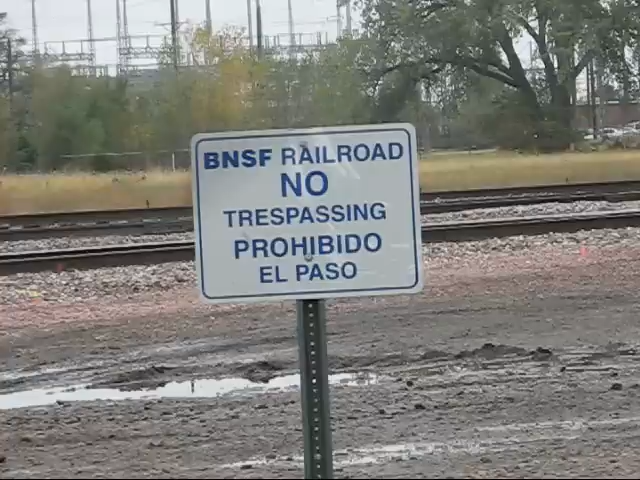 BNSF RAILROAD
NO
TRESPASSING
PROHIBIDO
EL PASO